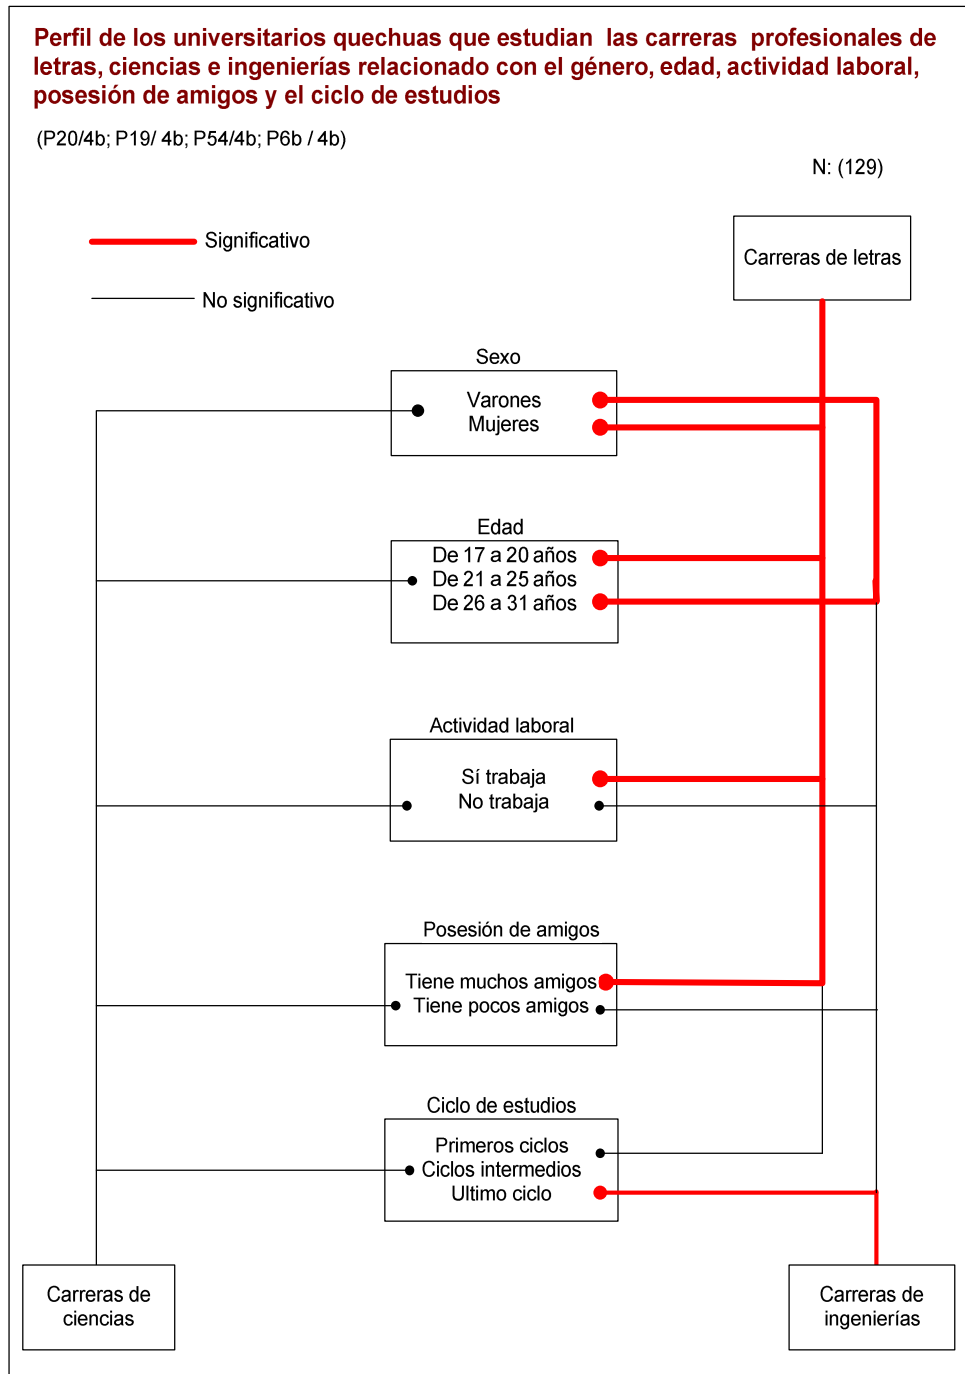 Perfil de los universitarios quechuas que estudian las carreras profesionales de
letras, ciencias e ingenierías relacionado con el género, edad, actividad laboral,
posesión de amigos y el ciclo de estudios
(P20/4b; P19/ 4b; P54/4b; P6b / 4b)
N: (129)
Significativo
Carreras de letras
No significativo
Sexo
Varones
Mujeres
Edad
De 17 a 20 años
De 21 a 25 años
De 26 a 31 años
Actividad laboral
Sí trabaja
No trabaja
Posesión de amigos
Tiene muchos amigos
Tiene pocos amigos
Ciclo de estudios
Primeros ciclos
Ciclos intermedios
Ultimo ciclo
Carreras de
ciencias
Carreras de
ingenierías